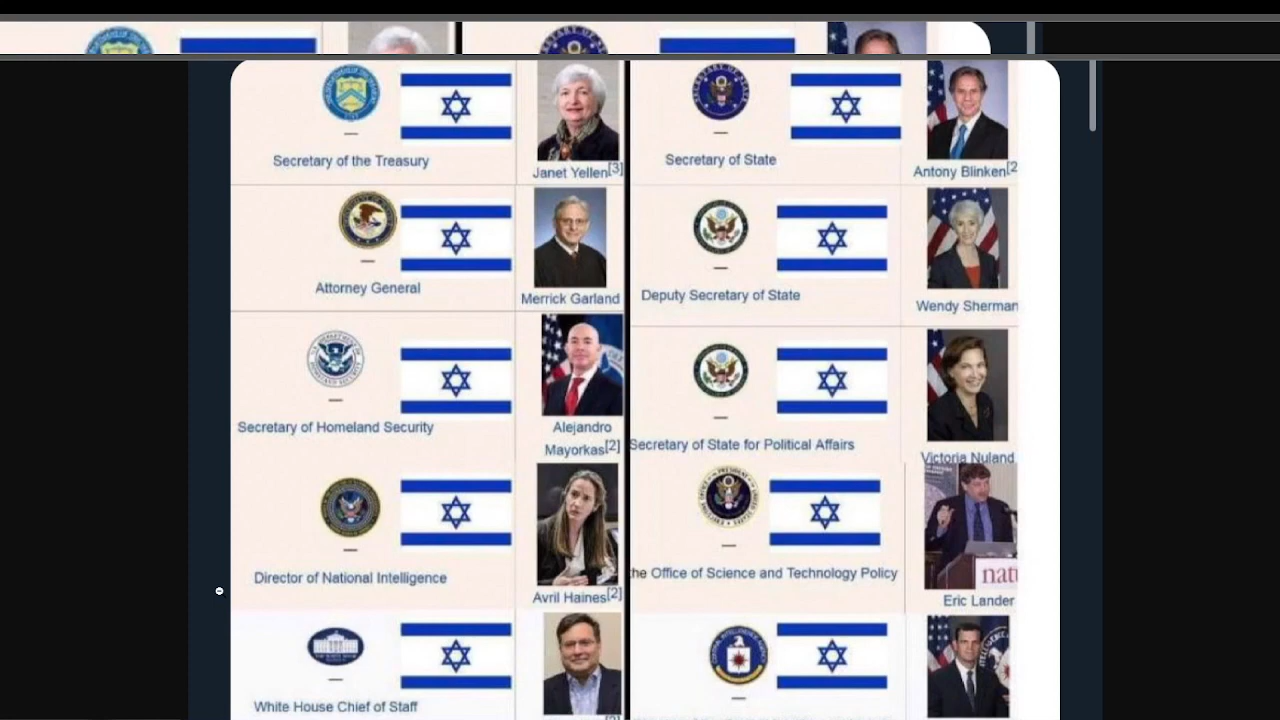 Secretary of the Treasury
Janet Yellen[3]
Secretary of State
Antony Blinken[2
Attorney General
Merrick Garland
Deputy Secretary of State
Wendy Sherman
Secretary of Homeland Security
Alejandro
Mayorkas[2]
Secretary of State for Political Affairs
Victoria Nuland
Director of National Intelligence
Avril Haines[2]
he Office of Science and Technology Policy
natu
Eric Lander
White House Chief of Staff